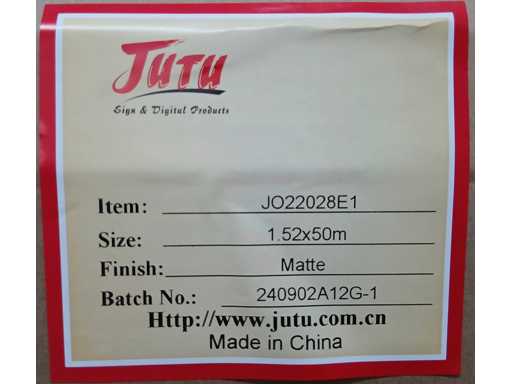 JUTU
Sign & Digital Products
Item: JO22028E1
Size: 1.52x50m
Finish: Matte
Batch No.: 240902A12G-1
Http://www.jutu.com.cn
Made in China